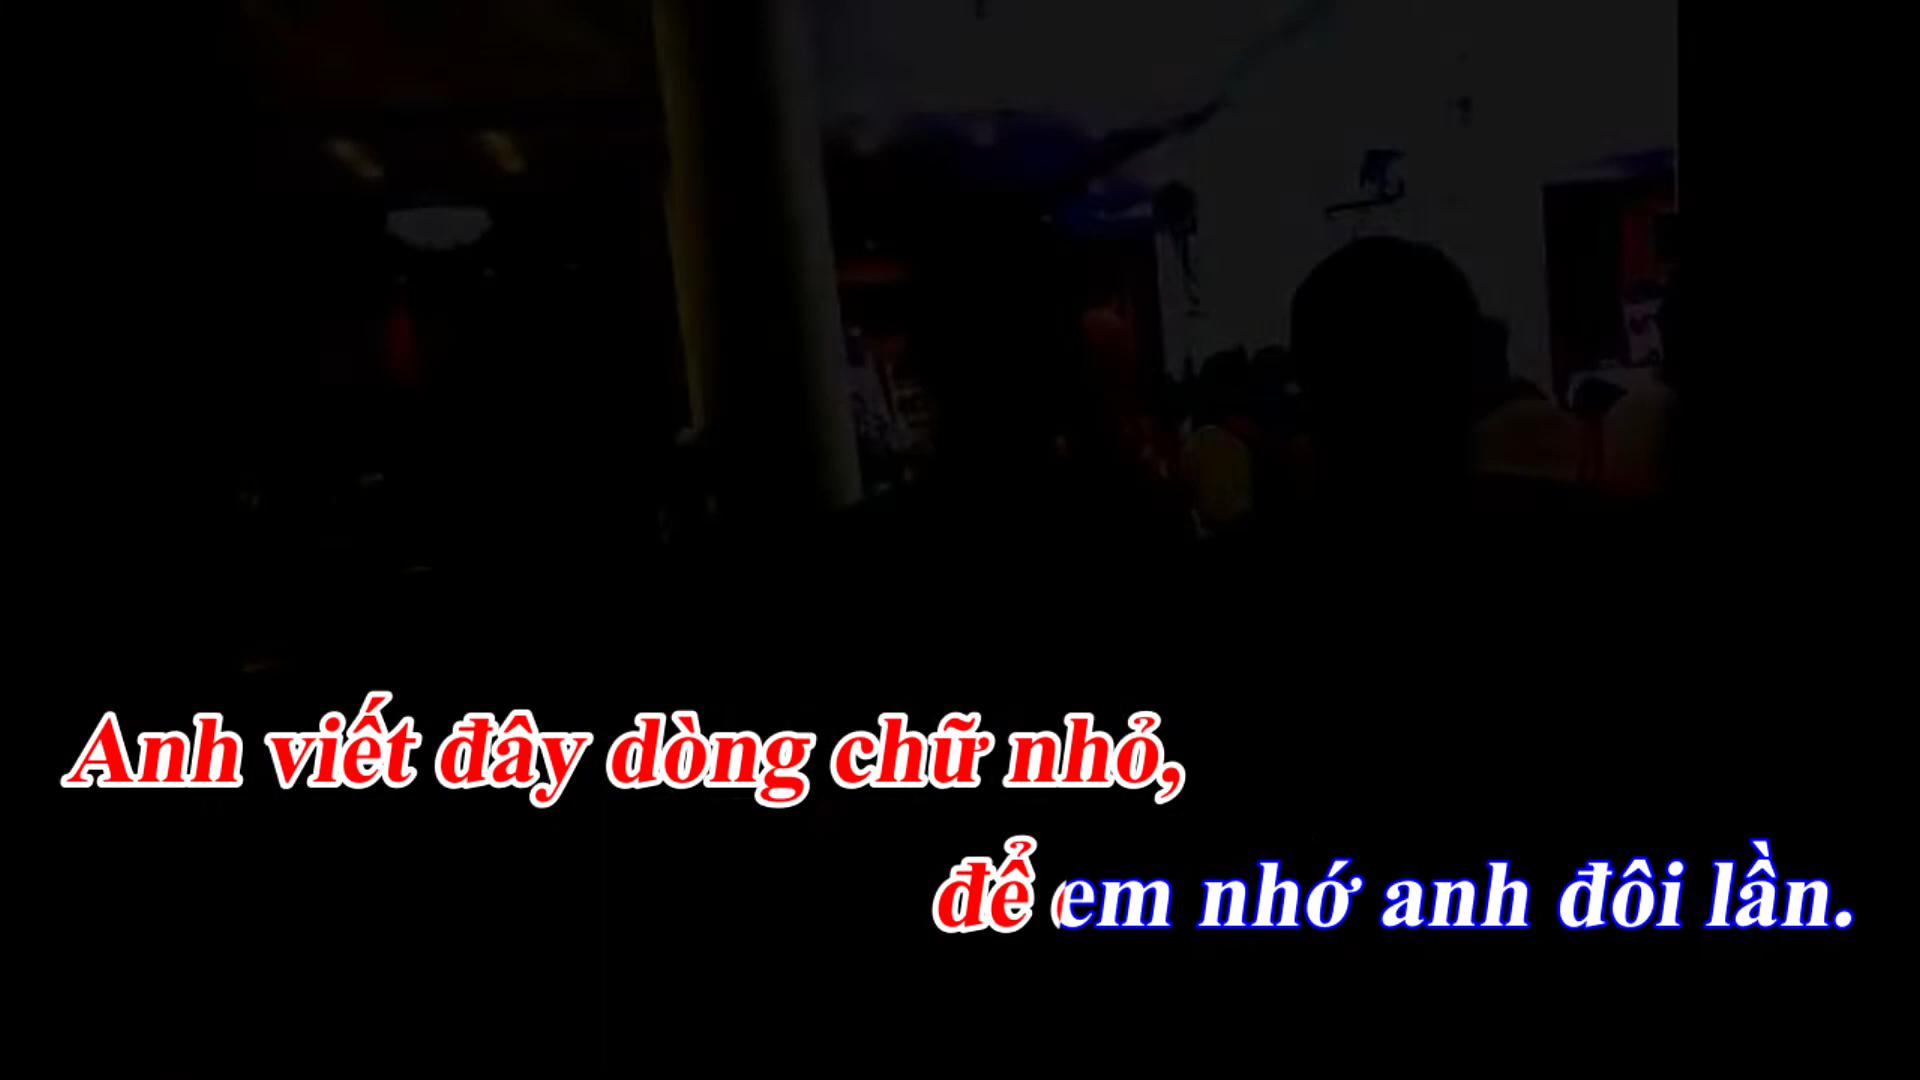 Anh viết đây dòng chữ nhỏ,
để em nhớ anh đôi lần.